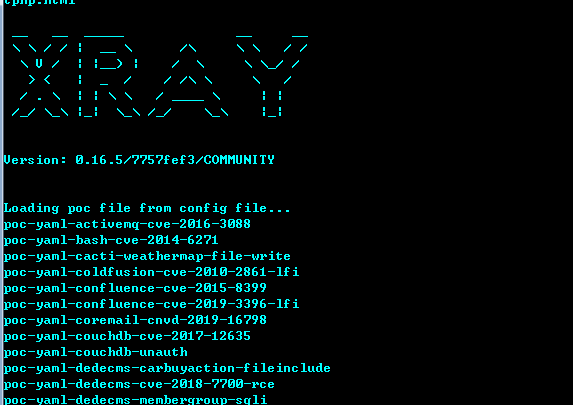 tphp.html
XRAY
Version: 0.16.5/7757fef3/COMMUNITY
Loading poc file from config file...
poc-yaml-activemq-cve-2016-3088
poc-yaml-bash-cve-2014-6271
poc-yaml-cacti-weathermap-file-write
poc-yaml-coldfusion-cve-2010-2861-lfi
poc-yaml-confluence-cve-2015-8399
poc-yaml-confluence-cve-2019-3396-lfi
poc-yaml-coremail-cnvd-2019-16798
poc-yaml-couchdb-cve-2017-12635
poc-yaml-couchdb-unauth
poc-yaml-dedecms-carbuyaction-fileinclude
poc-yaml-dedecms-cve-2018-7700-rce
poc-yaml-dedecms-membergroup-sqli